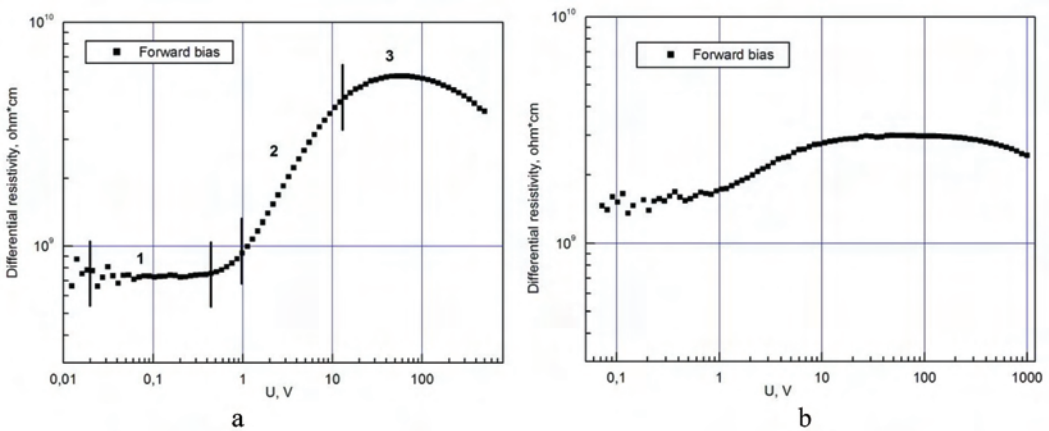 10¹⁰
Forward bias
3
2
Differential resistivity, ohm*cm
10⁹
1
0,01 0,1 1 10 100
U, V
a
10¹⁰
Forward bias
Differential resistivity, ohm*cm
10⁹
0,1 1 10 100 1000
U, V
b